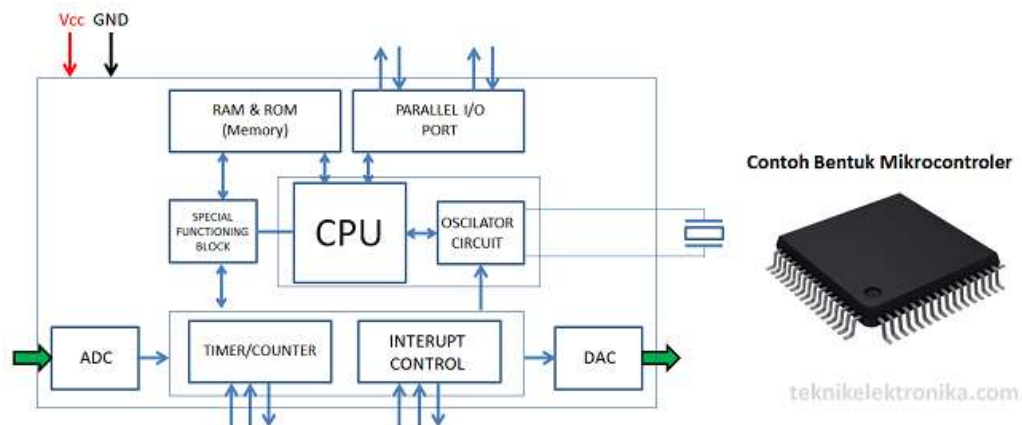 Vcc GND
RAM & ROM
(Memory)
PARALLEL I/O
PORT
Contoh Bentuk Mikrocontroler
SPECIAL
FUNCTIONING
BLOCK
CPU
OSCILATOR
CIRCUIT
ADC
TIMER/COUNTER
INTERUPT
CONTROL
DAC
teknikelektronika.com